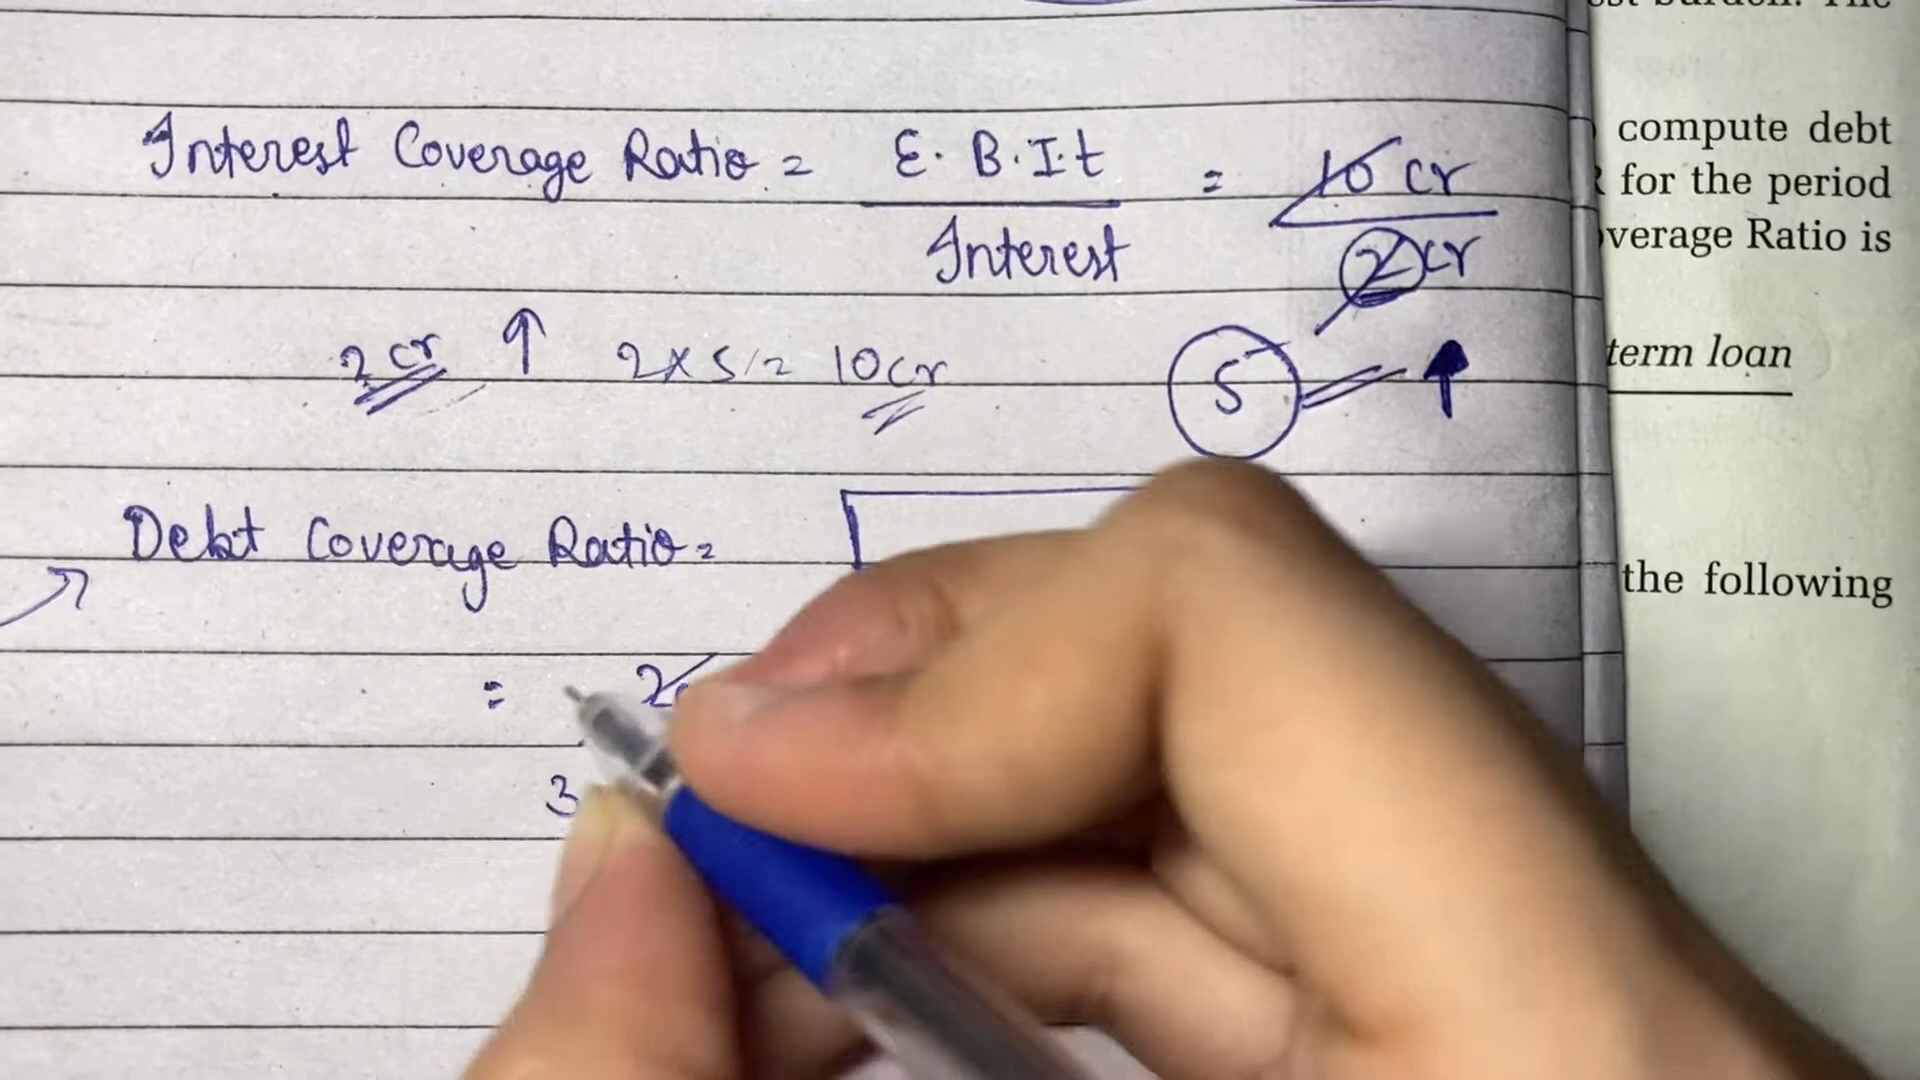 Interest Coverage Ratio = E.B.I.t / Interest = 10 cr / 2 cr
2 cr ↑ 2 x 5 = 10 cr 5 ↑
Debt Coverage Ratio =
= 2
3
compute debt
for the period
verage Ratio is
term loan
the following